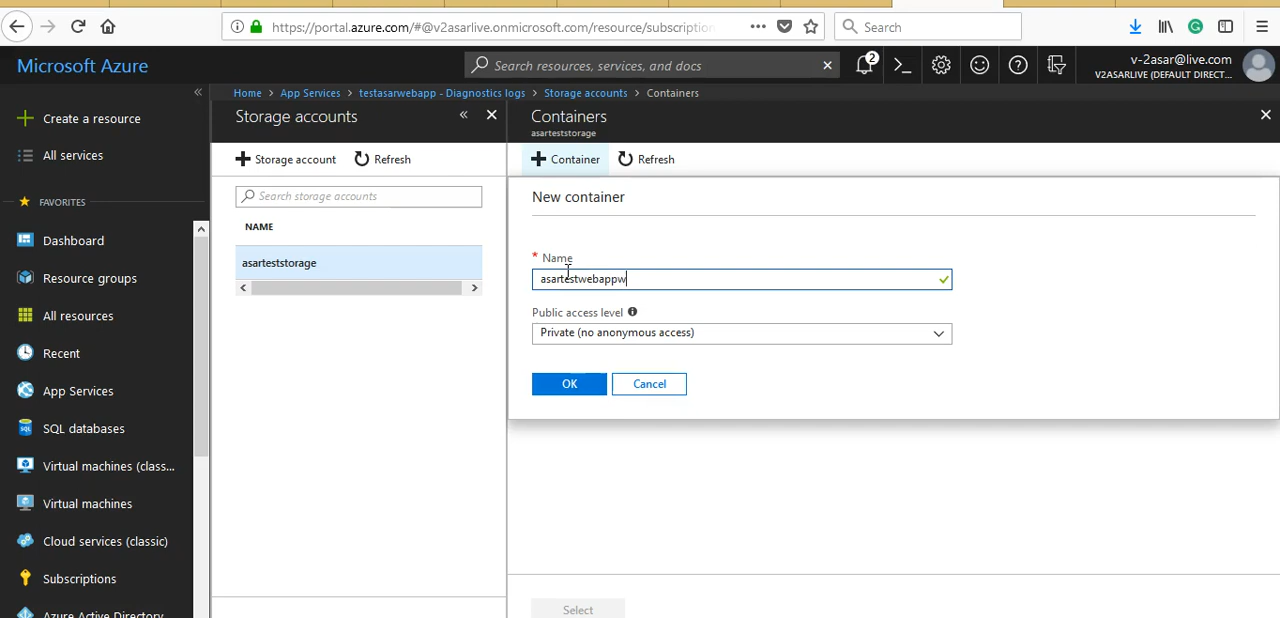 https://portal.azure.com/#@v2asarlive.onmicrosoft.com/resource/subscription
Search
Microsoft Azure
Search resources, services, and docs
2
v-2asar@live.com
V2ASARLIVE (DEFAULT DIRECT...
Create a resource
All services
FAVORITES
Dashboard
Resource groups
All resources
Recent
App Services
SQL databases
Virtual machines (class...
Virtual machines
Cloud services (classic)
Subscriptions
Azure Active Directory
Home > App Services > testasarwebapp - Diagnostics logs > Storage accounts > Containers
Storage accounts
Storage account
Refresh
Search storage accounts
NAME
asarteststorage
Containers
asarteststorage
Container
Refresh
New container
* Name
asartestwebappw
Public access level
Private (no anonymous access)
OK
Cancel
Select